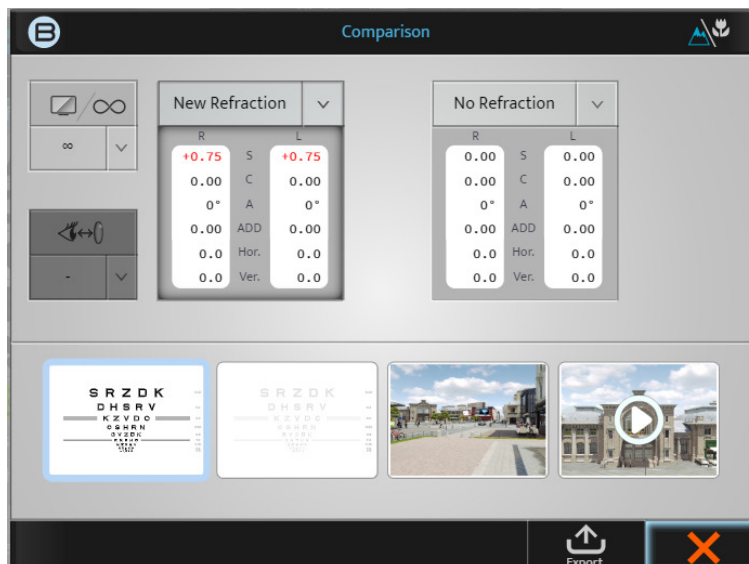 B
Comparison
∞
∞
-
New Refraction
R L
+0.75 S +0.75
0.00 C 0.00
0° A 0°
0.00 ADD 0.00
0.0 Hor. 0.0
0.0 Ver. 0.0
No Refraction
R L
0.00 S 0.00
0.00 C 0.00
0° A 0°
0.00 ADD 0.00
0.0 Hor. 0.0
0.0 Ver. 0.0
S R Z D K
D H S R V
K Z V D C
S R Z D K
D H S R V
K Z V D C
Export